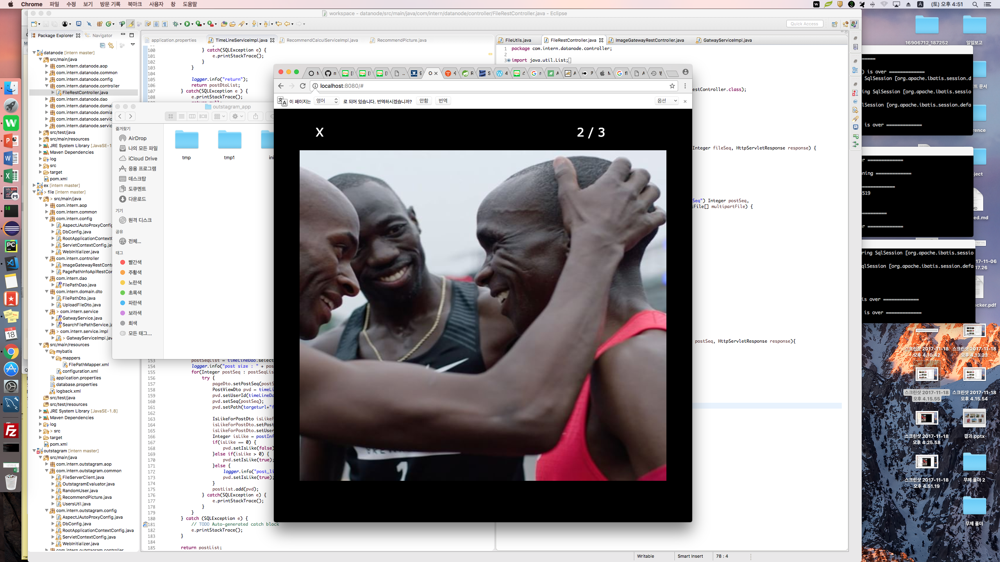 Chrome 파일 수정 보기 방문 기록 북마크 사용자 창 도움말
(토) 오후 4:51
workspace - datanode/src/main/java/com/intern/datanode/controller/FileRestController.java - Eclipse
Quick Access
Package Explorer
Navigator
datanode [intern master]
src/main/java
com.intern.datanode.aop
com.intern.datanode.common
com.intern.datanode.config
com.intern.datanode.controller
FileRestController.java
com.intern.datanode.dao
com.intern.datanode.domai
com.intern.datanode.domai
com.intern.datanode.servic
com.intern.datanode.servic
src/test/java
src/main/resources
JRE System Library [JavaSE-1
Maven Dependencies
log
src
target
pom.xml
ex [intern master]
> file [intern master]
> src/main/java
com.intern.aop
com.intern.common
com.intern.config
AspectJAutoProxyConfig
DbConfig.java
RootApplicationContextC
ServletContextConfig.jav
WebInitializer.java
com.intern.controller
ImageGatewayRestContr
PagePathInfoApiRestCon
com.intern.dao
FilePathDao.java
com.intern.domain.dto
FilePathDto.java
UploadFileDto.java
> com.intern.service
GatwayService.java
SearchFilePathService.ja
> com.intern.service.impl
> GatwayServiceImpl.jav
src/main/resources
mybatis
mappers
FilePathMapper.xml
configuration.xml
application.properties
database.properties
logback.xml
src/test/java
src/test/resources
JRE System Library [JavaSE-1.8]
Maven Dependencies
log
> src
target
pom.xml
outstagram [intern master]
src/main/java
com.intern.outstagram.aop
com.intern.outstagram.common
FileServerClient.java
OutstagramEvaluator.java
RandomUser.java
RecommendPicture.java
UsersUtil.java
com.intern.outstagram.config
AspectJAutoProxyConfig.java
DbConfig.java
RootApplicationContextConfig.java
ServletContextConfig.java
WebInitializer.java
com.intern.outstagram.controller
application.properties
TimeLineServiceImpl.java
RecommendCalculServiceImpl.java
RecommendPicture.java
100 } catch(SQLException e) {
101 e.printStackTrace();
102 }
103 }
104
105 logger.info("return");
106 return postDtoList;
107 } catch(SQLException e ) {
108 e.printStackTrace();
outstagram_app
즐겨찾기
AirDrop
나의 모든 파일
iCloud Drive
응용 프로그램
데스크탑
도큐멘트
다운로드
기기
원격 디스크
공유
전체...
태그
빨간색
주황색
노란색
초록색
파란색
보라색
회색
모든 태그...
tmp
tmp1
ini
153 postSeqList = timeLineDao.select
154 logger.info("post size : " + pos
155 for(Integer postSeq : postSeqLis
156 try {
157 pageDto.setPostSeq(postS
158 PostViewDto pvd = timeLi
159 pvd.setUserId(timeLineDa
160 pvd.setSeq(postSeq);
161 pvd.setPath(targeturl+"f
162
163 IsLikeForPostDto isLikeF
164 isLikeForPostDto.setPost
165 isLikeForPostDto.setUser
166 Integer isLike = postInf
167 if(isLike == 0) {
168 pvd.setIsLike(false)
169 }else if(isLike > 0) {
170 pvd.setIsLike(true);
171 }else {
172 logger.info("post_li
173 pvd.setIsLike(true);
174 }
175 postList.add(pvd);
176 } catch(SQLException e) {
177 e.printStackTrace();
178 }
179 }
180 } catch (SQLException e) {
181 // TODO Auto-generated catch block
182 e.printStackTrace();
183 }
184
185 return postList;
localhost:8080/#
이 페이지는 영어 로 되어 있습니다. 번역하시겠습니까? 안함 번역 옵션
X
2 / 3
FileUtils.java
FileRestController.java
ImageGatewayRestController.java
GatwayServiceImpl.java
1 package com.intern.datanode.controller;
2
3 import java.util.List;
estController.class);
Integer fileSeq, HttpServletResponse response) {
Seq") Integer postSeq,
tFile[] multipartFile) {
postSeq, HttpServletResponse response){
Writable
Smart Insert
78 : 4
16906712_187252
일일보고
) is over ==============
SqlSession [org.apache.ibatis.session.d
ing SqlSession [org.apache.ibatis.sessio
lSession [org.apache.ibatis.session.defa
is over ==============
트 문서
rence
er ==============
ning ==============
519
er ==============
ject
ed.md
ring SqlSession [org.apache.ibatis.sessio
qlSession [org.apache.ibatis.session.defa
is over ==============
is over ==============
17-11-06
17.26
ocker.pdf
스크린샷 2017-11-18
오후 4.10.42
스크린샷 2017-11-18
오후 4.13.23
스크린샷 2017-11-18
오후 4.15.55
스크린샷 2017-11-18
오후 4.15.54
스크린샷 2017-11-18
오후 4.25.58
결과.pptx
스크린샷 2017-11-18
오후 4.51.19
무제 폴더 2
무제 폴더